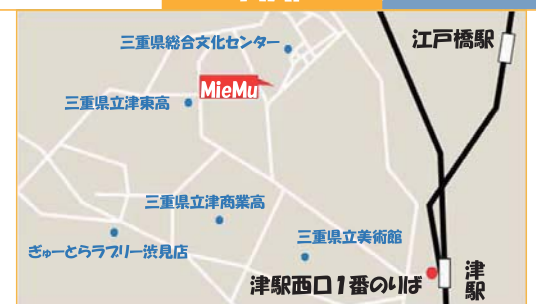 三重県総合文化センター
江戸橋駅
MieMu
三重県立津東高
三重県立津商業高
三重県立美術館
ぎゅーとらラブリー渋見店
津駅西口1番のりば
津駅